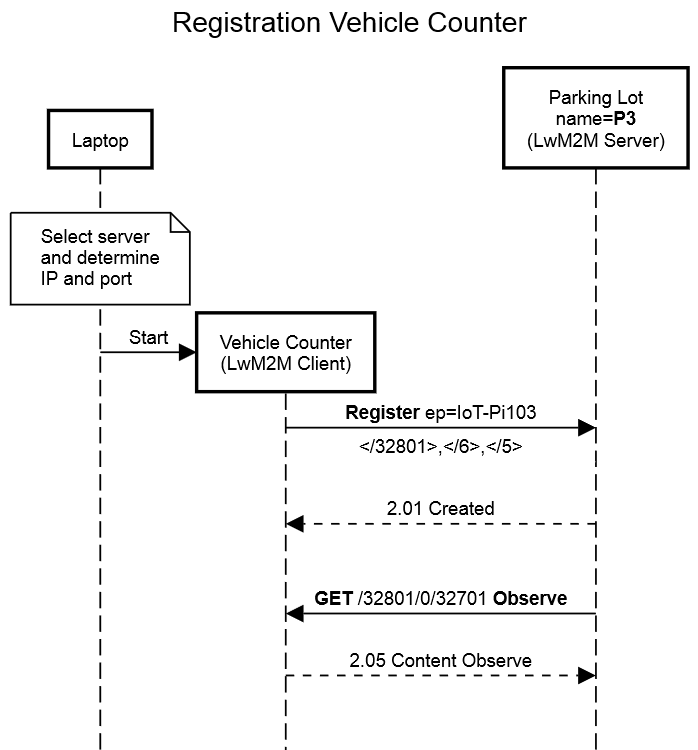 Registration Vehicle Counter
Parking Lot
name=P3
(LwM2M Server)
Laptop
Select server
and determine
IP and port
Start
Vehicle Counter
(LwM2M Client)
Register ep=IoT-Pi103
</32801>,</6>,</5>
2.01 Created
GET /32801/0/32701 Observe
2.05 Content Observe